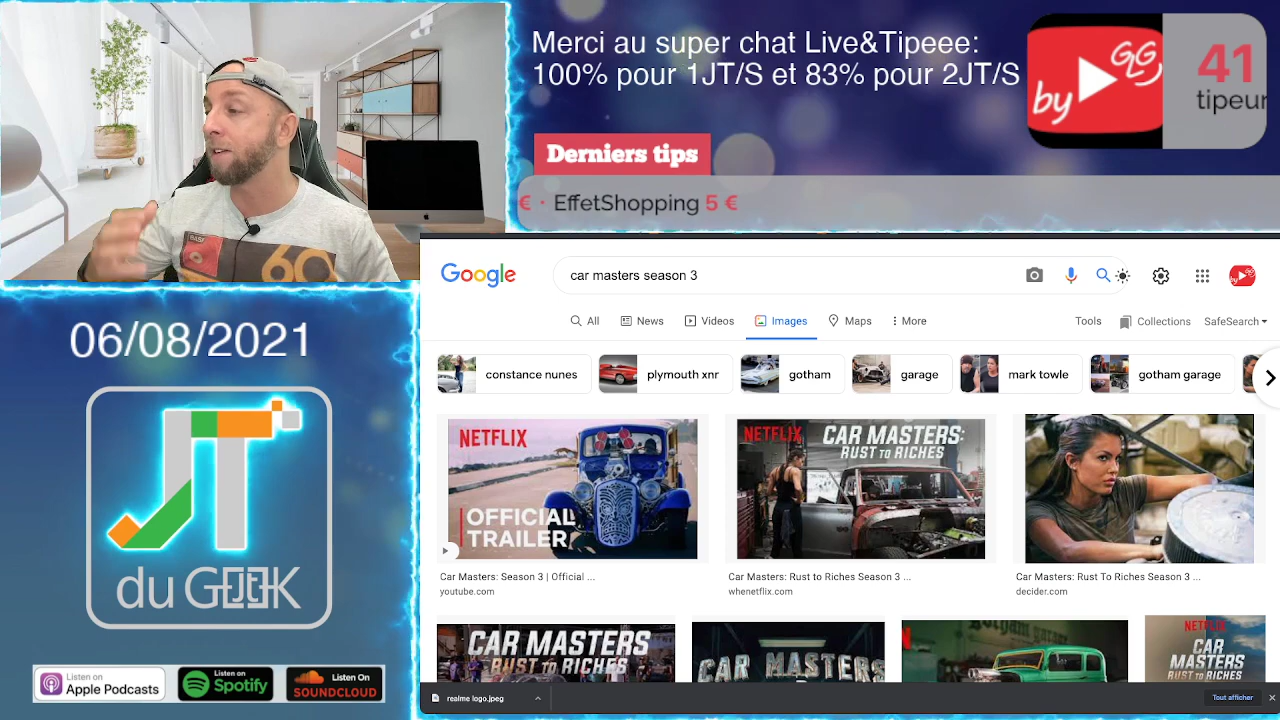 Merci au super chat Live&Tipeee:
100% pour 1JT/S et 83% pour 2JT/S
by GLG
41
tipeur
Derniers tips
€ · EffetShopping 5 €
BASF
60
06/08/2021
JT
du GEEK
Listen on
Apple Podcasts
Listen on
Spotify
Listen On
SOUNDCLOUD
Google
car masters season 3
All News Videos Images Maps More
Tools Collections SafeSearch
constance nunes plymouth xnr gotham garage mark towle gotham garage
NETFLIX
OFFICIAL
TRAILER
Car Masters: Season 3 | Official ...
youtube.com
NETFLIX
CAR MASTERS:
RUST TO RICHES
Car Masters: Rust to Riches Season 3 ...
whenetflix.com
Car Masters: Rust To Riches Season 3 ...
decider.com
CAR MASTERS
RUST TO RICHES
CAR MASTERS
NETFLIX
CAR MASTERS
RUST TO RICHES
realme logo.jpeg
Tout afficher